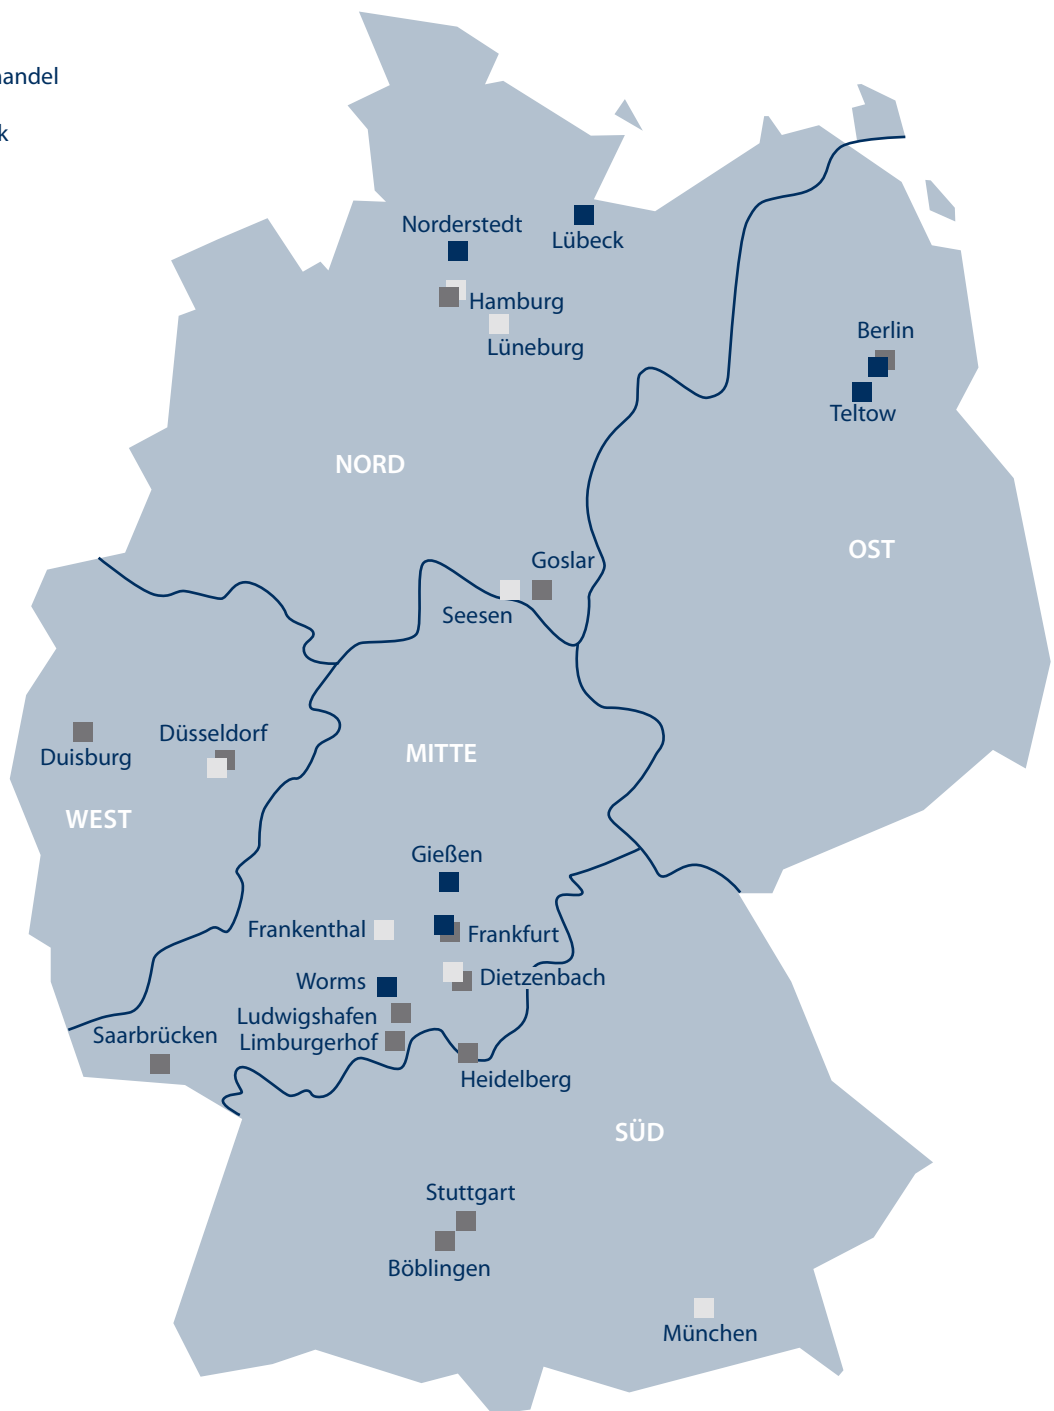 andel
k
Norderstedt
Lübeck
Hamburg
Lüneburg
Berlin
Teltow
NORD
OST
Goslar
Seesen
Duisburg
Düsseldorf
MITTE
WEST
Gießen
Frankenthal
Frankfurt
Worms
Dietzenbach
Ludwigshafen
Limburgerhof
Saarbrücken
Heidelberg
SÜD
Stuttgart
Böblingen
München